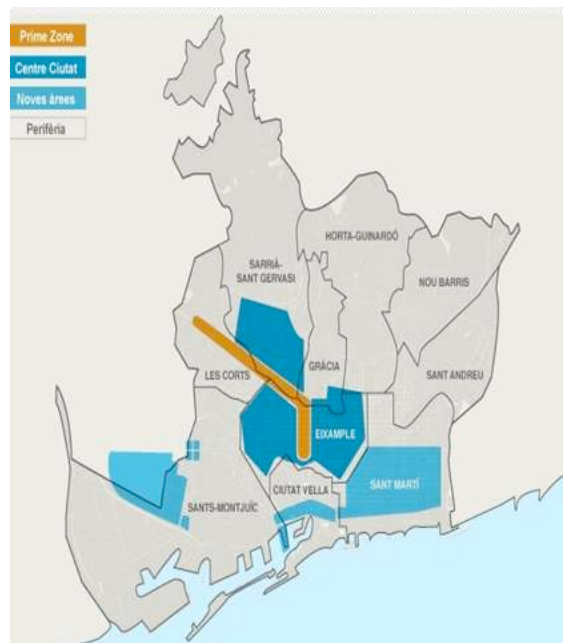 Prime Zone
Centre Ciutat
Noves àrees
Perifèria
HORTA-GUINARDÓ
SARRIÀ-
SANT GERVASI
NOU BARRIS
GRÀCIA
LES CORTS
SANT ANDREU
EIXAMPLE
SANT MARTÍ
CIUTAT VELLA
SANTS-MONTJUÏC